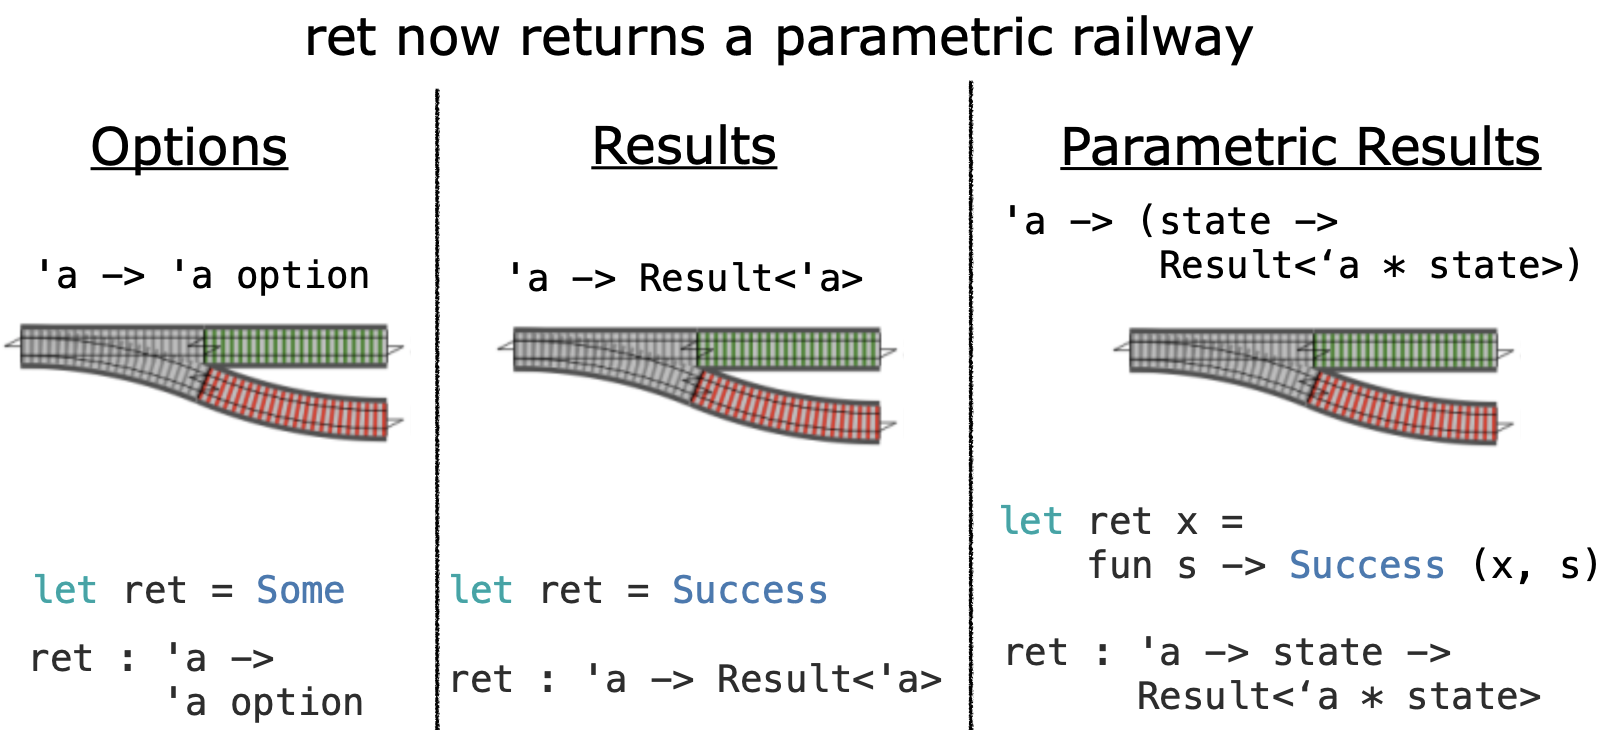 ret now returns a parametric railway
Options
'a −> 'a option
let ret = Some
ret : 'a −>
'a option
Results
'a −> Result<'a>
let ret = Success
ret : 'a −> Result<'a>
Parametric Results
'a −> (state −>
Result<‘a * state>)
let ret x =
fun s −> Success (x, s)
ret : 'a −> state −>
Result<‘a * state>